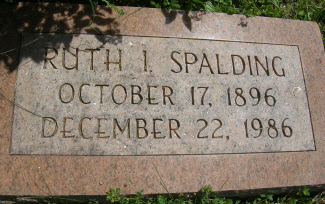 RUTH I. SPALDING
OCTOBER 17, 1896
DECEMBER 22, 1986